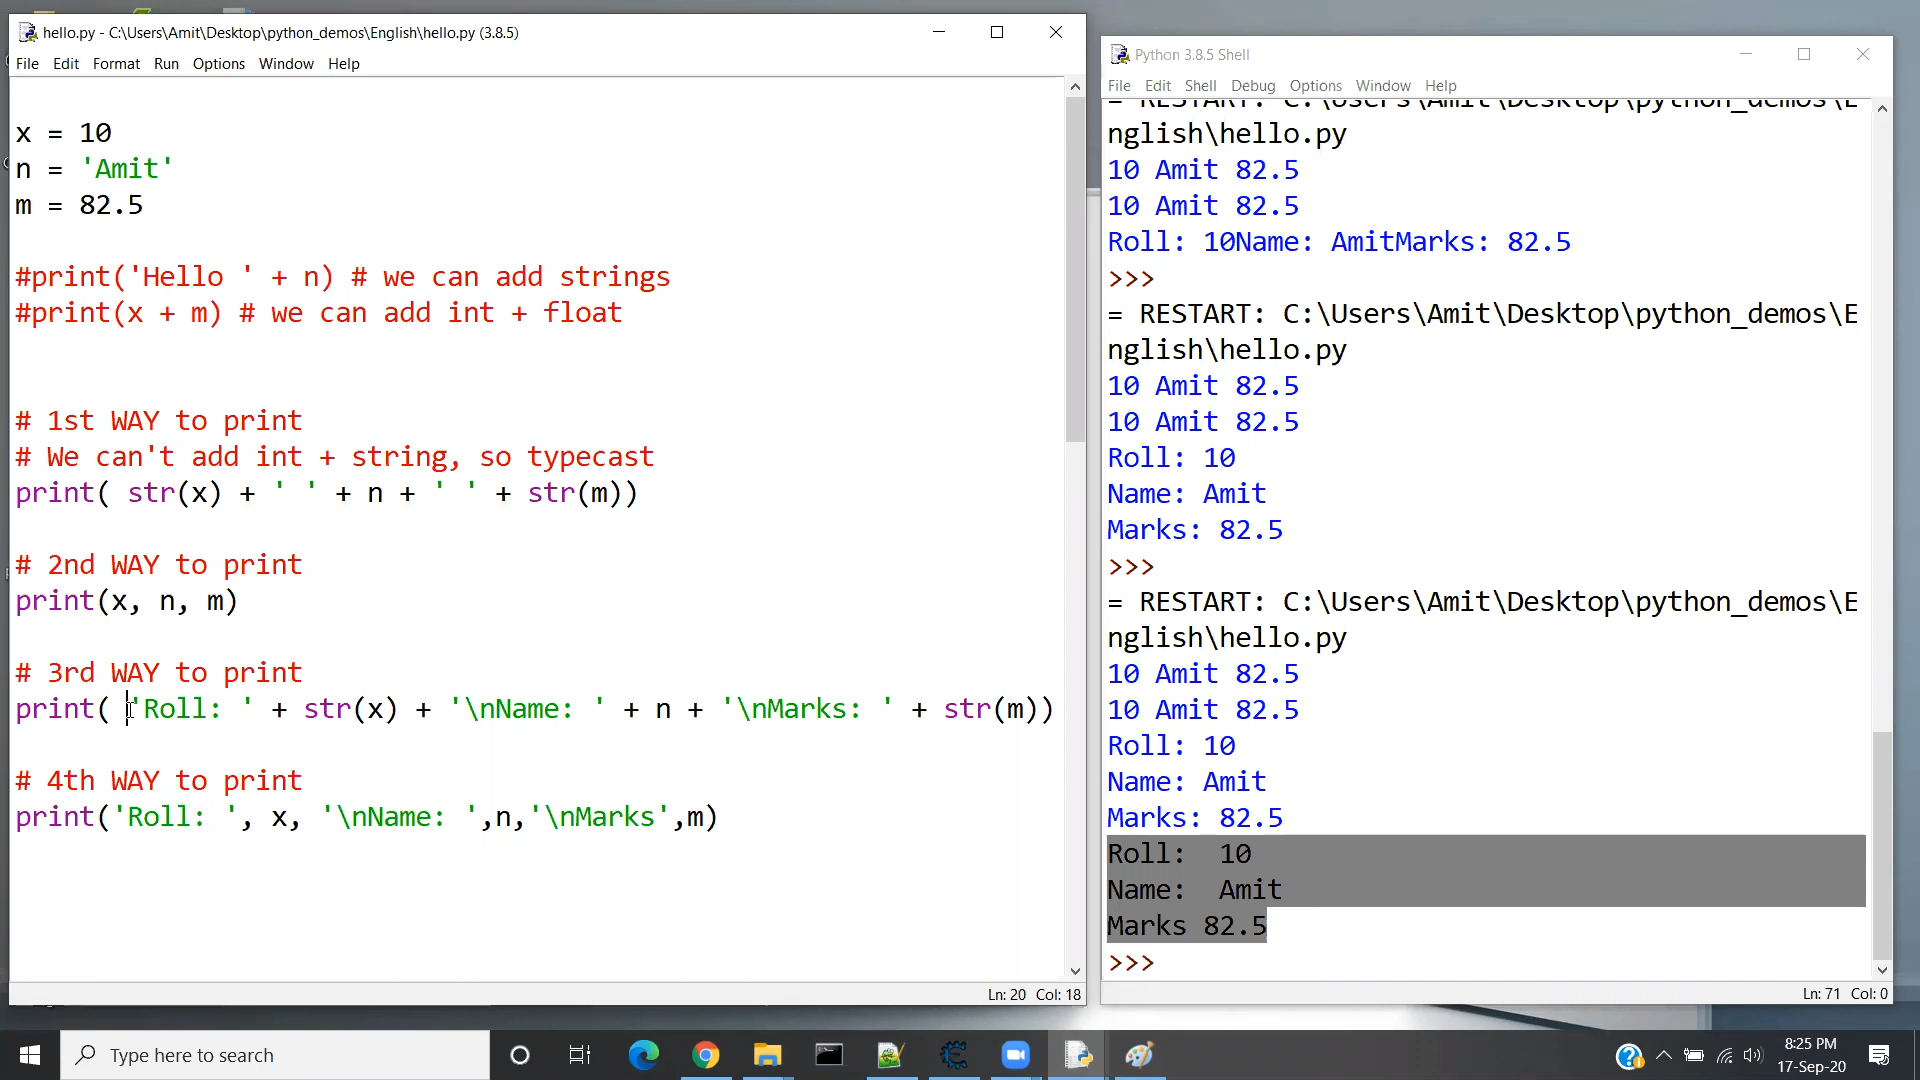 hello.py - C:\Users\Amit\Desktop\python_demos\English\hello.py (3.8.5)
File Edit Format Run Options Window Help
x = 10
n = 'Amit'
m = 82.5
#print('Hello ' + n) # we can add strings
#print(x + m) # we can add int + float
# 1st WAY to print
# We can't add int + string, so typecast
print( str(x) + ' ' + n + ' ' + str(m))
# 2nd WAY to print
print(x, n, m)
# 3rd WAY to print
print( 'Roll: ' + str(x) + '\nName: ' + n + '\nMarks: ' + str(m))
# 4th WAY to print
print('Roll: ', x, '\nName: ',n,'\nMarks',m)
Ln: 20 Col: 18
Python 3.8.5 Shell
File Edit Shell Debug Options Window Help
= RESTART: C:\Users\Amit\Desktop\python_demos\E
nglish\hello.py
10 Amit 82.5
10 Amit 82.5
Roll: 10Name: AmitMarks: 82.5
>>>
= RESTART: C:\Users\Amit\Desktop\python_demos\E
nglish\hello.py
10 Amit 82.5
10 Amit 82.5
Roll: 10
Name: Amit
Marks: 82.5
>>>
= RESTART: C:\Users\Amit\Desktop\python_demos\E
nglish\hello.py
10 Amit 82.5
10 Amit 82.5
Roll: 10
Name: Amit
Marks: 82.5
Roll:  10
Name:  Amit
Marks 82.5
>>>
Ln: 71 Col: 0
Type here to search
8:25 PM
17-Sep-20